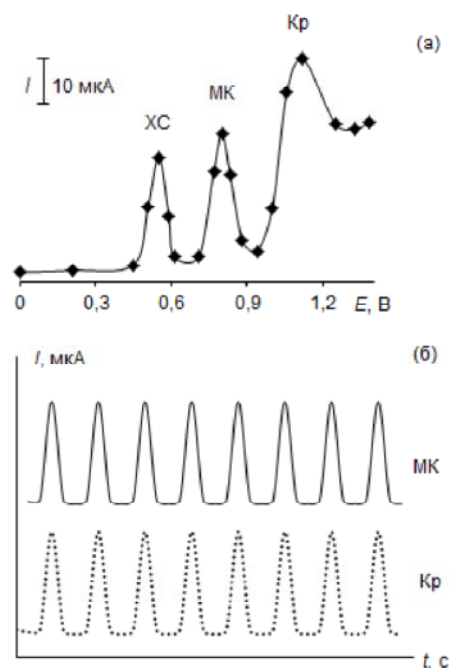 Кр
(а)
I 10 мкА
МК
ХС
0 0,3 0,6 0,9 1,2 E, В
I, мкА
(б)
МК
Кр
t, с